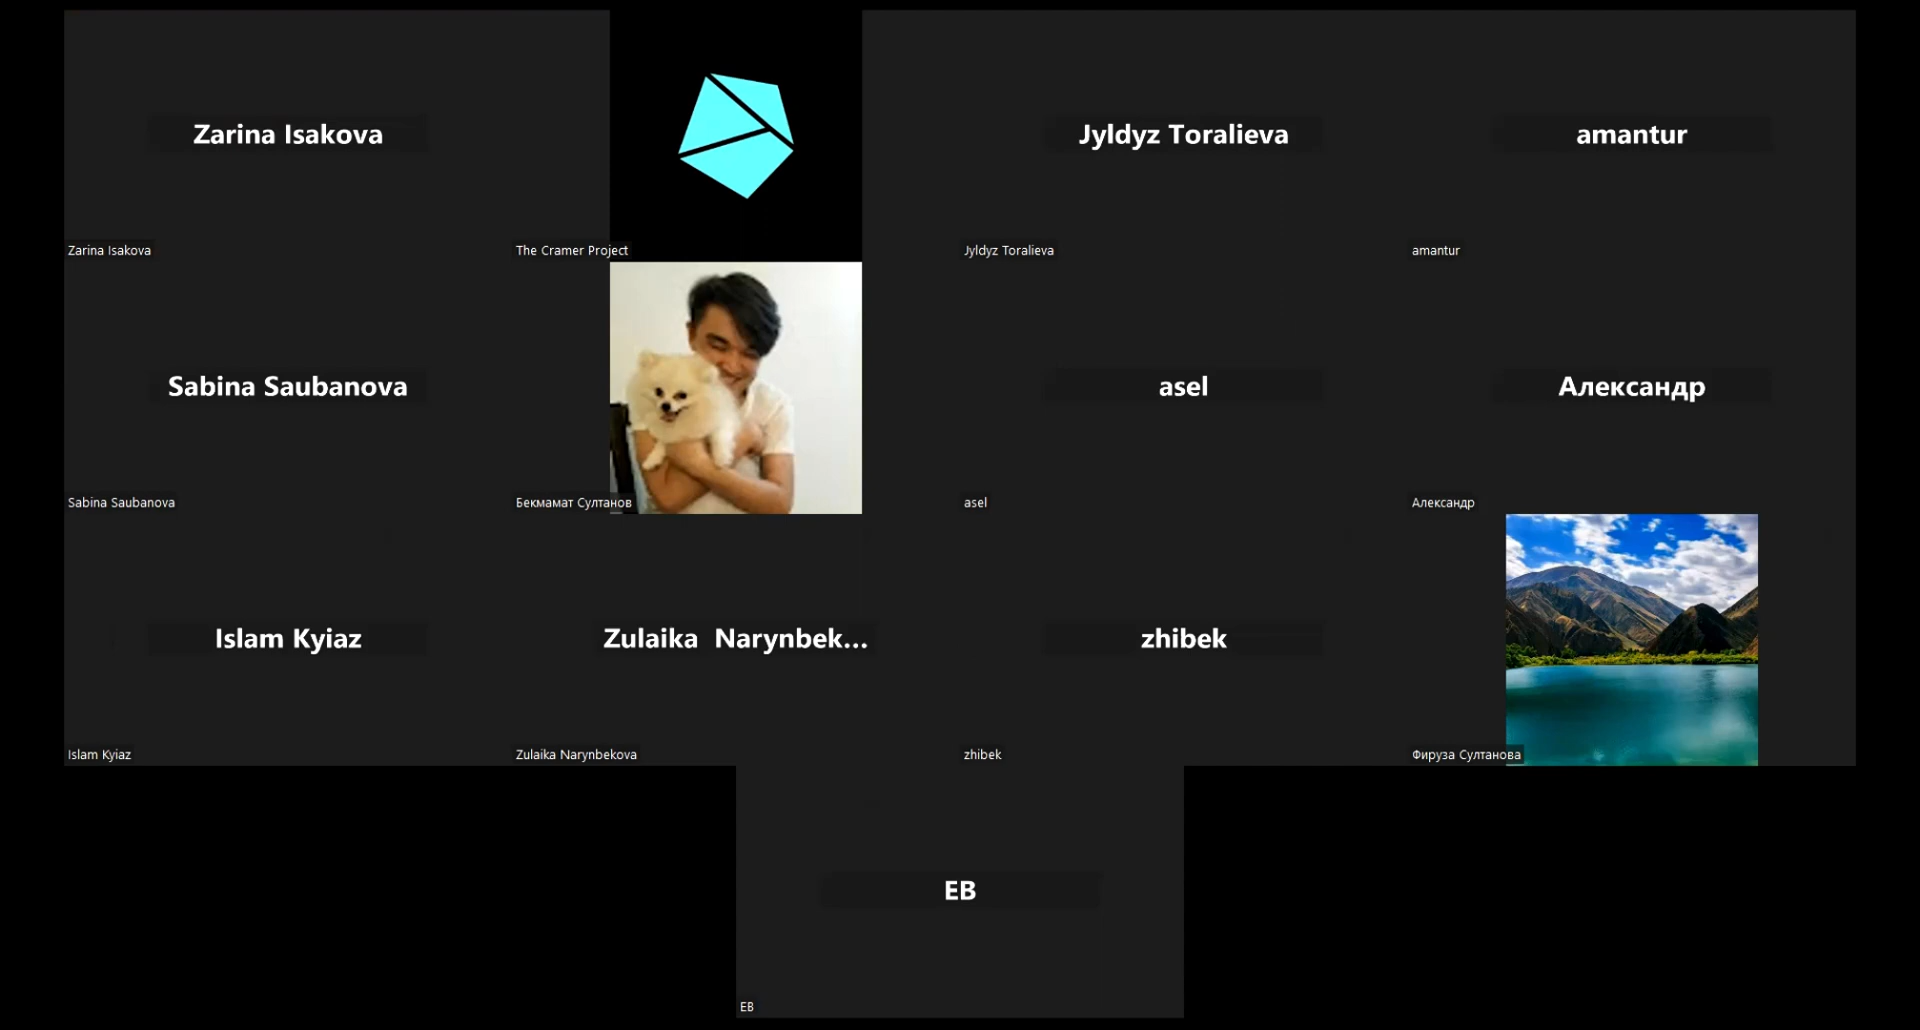 Zarina Isakova
Jyldyz Toralieva
amantur
Zarina Isakova
The Cramer Project
Jyldyz Toralieva
amantur
Sabina Saubanova
asel
Александр
Sabina Saubanova
Бекмамат Султанов
asel
Александр
Islam Kyiaz
Zulaika  Narynbek...
zhibek
Islam Kyiaz
Zulaika Narynbekova
zhibek
Фируза Султанова
EB
EB